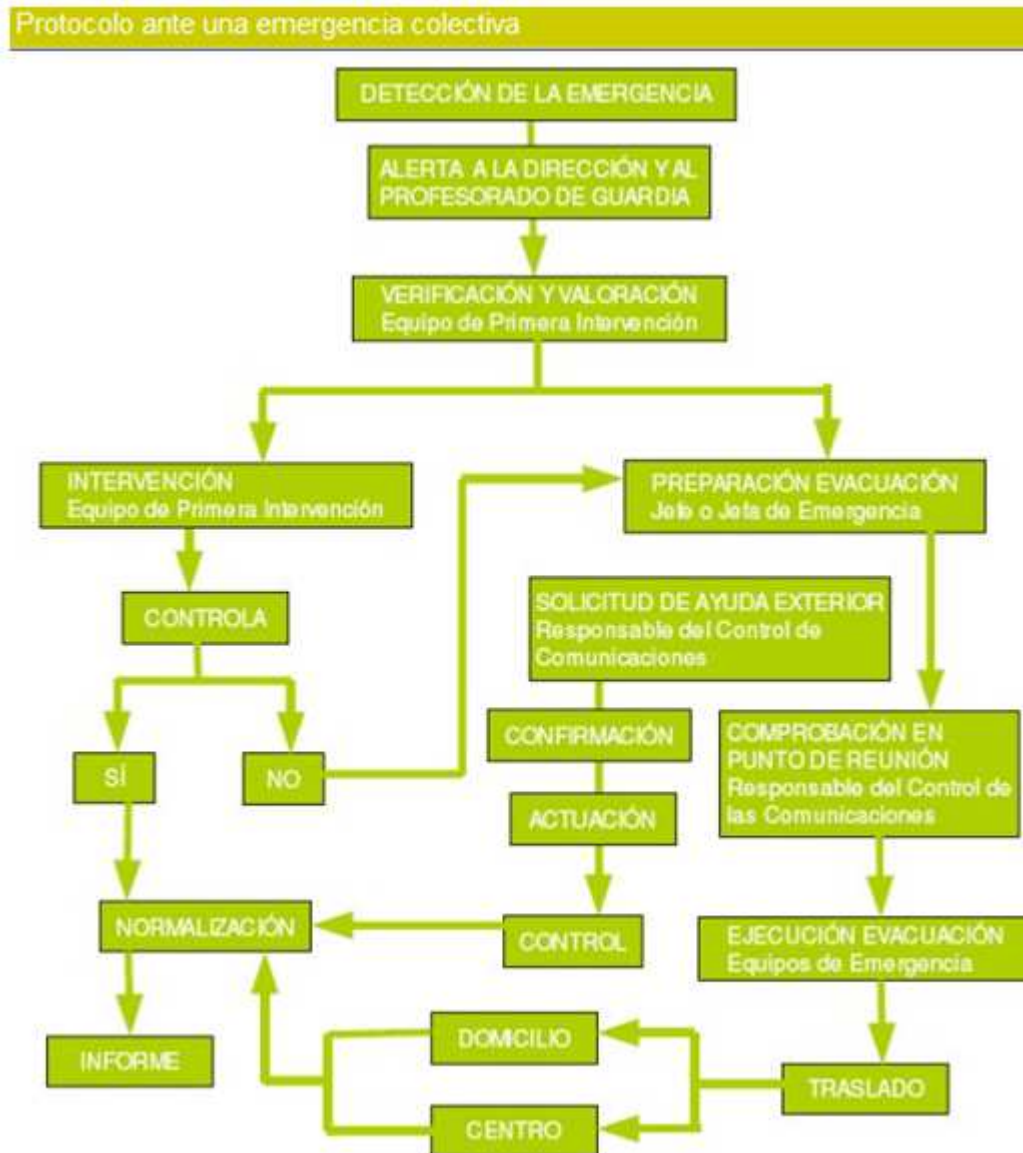 Protocolo ante una emergencia colectiva
DETECCIÓN DE LA EMERGENCIA
ALERTA A LA DIRECCIÓN Y AL
PROFESORADO DE GUARDIA
VERIFICACIÓN Y VALORACIÓN
Equipo de Primera Intervención
INTERVENCIÓN
Equipo de Primera Intervención
PREPARACIÓN EVACUACIÓN
Jefe o Jefa de Emergencia
CONTROLA
SOLICITUD DE AYUDA EXTERIOR
Responsable del Control de
Comunicaciones
SÍ
NO
CONFIRMACIÓN
COMPROBACIÓN EN
PUNTO DE REUNIÓN
Responsable del Control de
las Comunicaciones
ACTUACIÓN
NORMALIZACIÓN
CONTROL
EJECUCIÓN EVACUACIÓN
Equipos de Emergencia
INFORME
DOMICILIO
TRASLADO
CENTRO